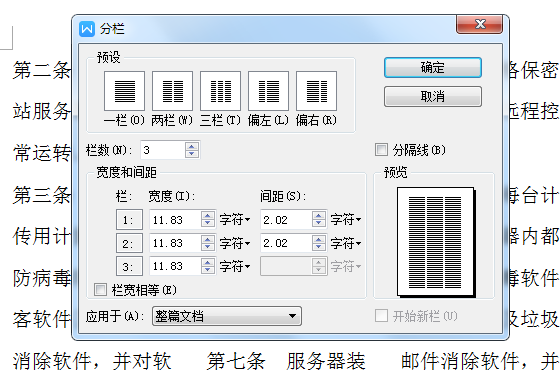 分栏
预设
一栏(O) 两栏(W) 三栏(T) 偏左(L) 偏右(R)
确定
取消
栏数(N): 3
分隔线(B)
宽度和间距
栏: 宽度(I): 间距(S):
1: 11.83 字符 2.02 字符
2: 11.83 字符 2.02 字符
3: 11.83 字符 字符
栏宽相等(E)
预览
应用于(A): 整篇文档
开始新栏(U)
第二条 络保密
站服务 远程控
常运转
第三条 每台计
传用计 器内都
防病毒 毒软件
客软件 及垃圾
消除软件，并对软 第七条 服务器装 邮件消除软件，并